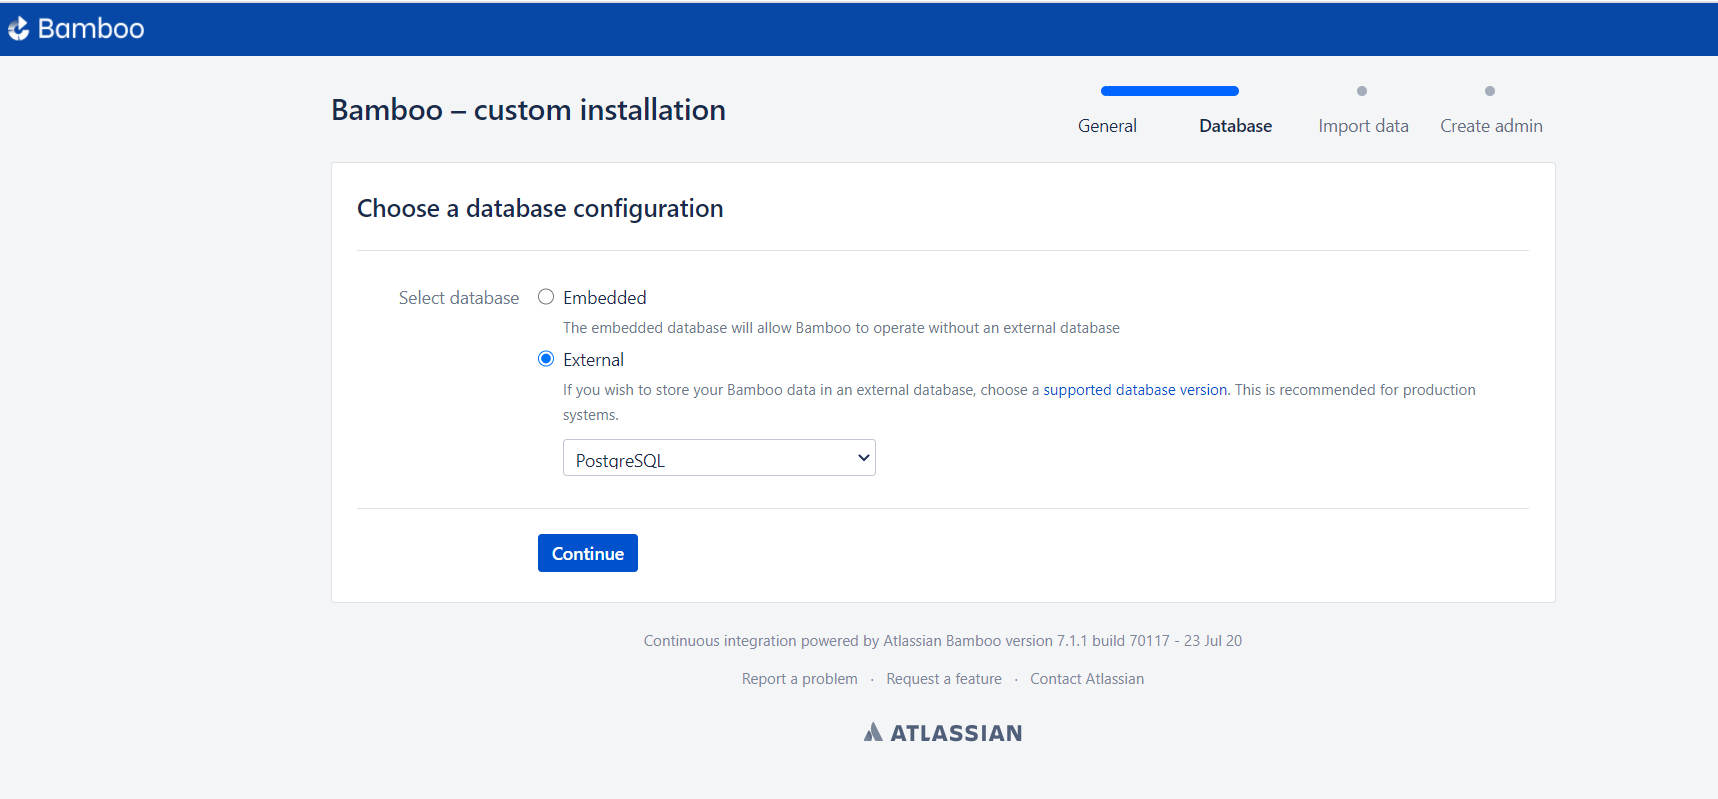 Bamboo
Bamboo – custom installation
General
Database
Import data
Create admin
Choose a database configuration
Select database
Embedded
The embedded database will allow Bamboo to operate without an external database
External
If you wish to store your Bamboo data in an external database, choose a supported database version. This is recommended for production
systems.
PostgreSQL
Continue
Continuous integration powered by Atlassian Bamboo version 7.1.1 build 70117 - 23 Jul 20
Report a problem · Request a feature · Contact Atlassian
ATLASSIAN